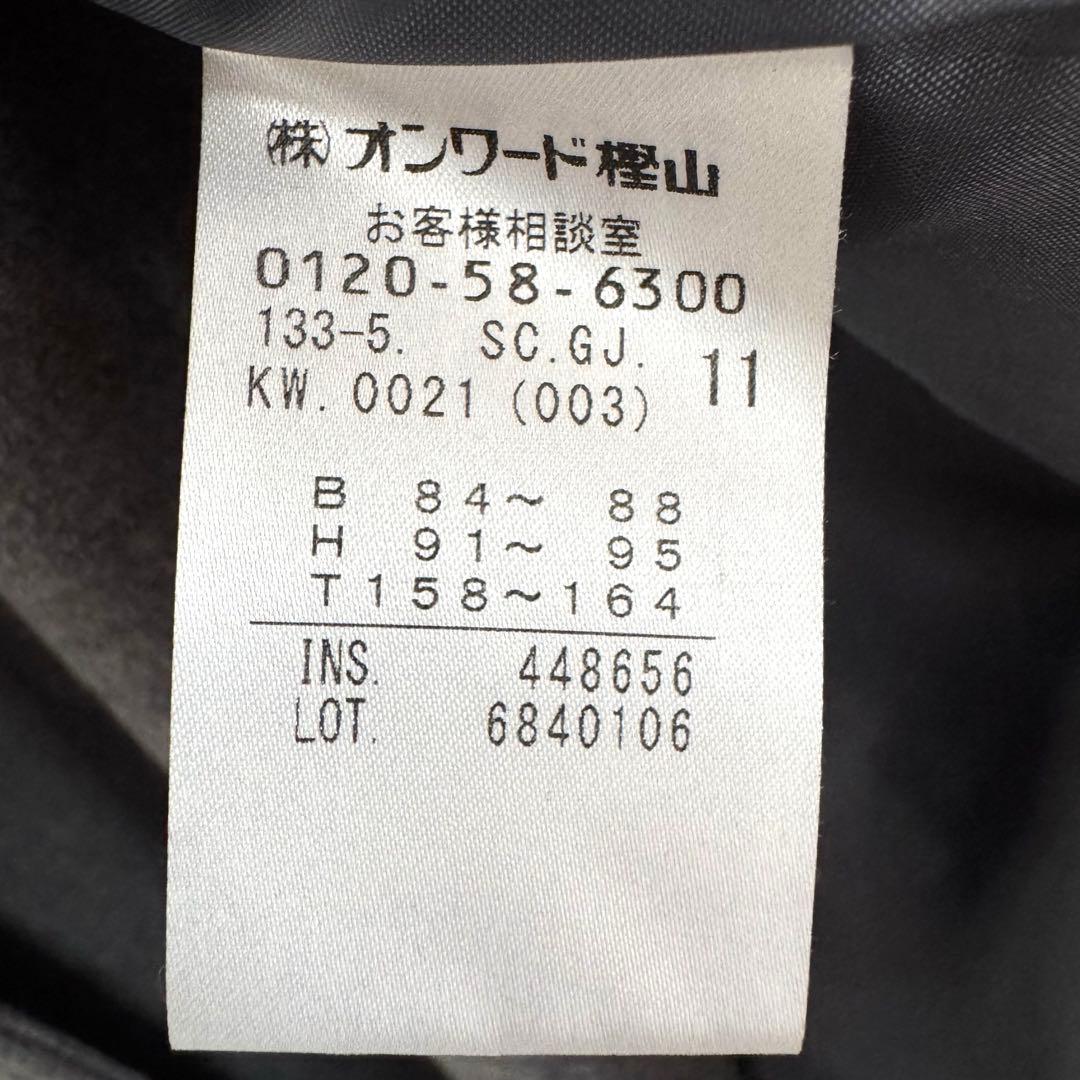 ㈱オンワード樫山
お客様相談室
0120-58-6300
133-5. SC.GJ. 11
KW. 0021 (003)
B 84～ 88
H 91～ 95
T 158～164
INS. 448656
LOT. 6840106